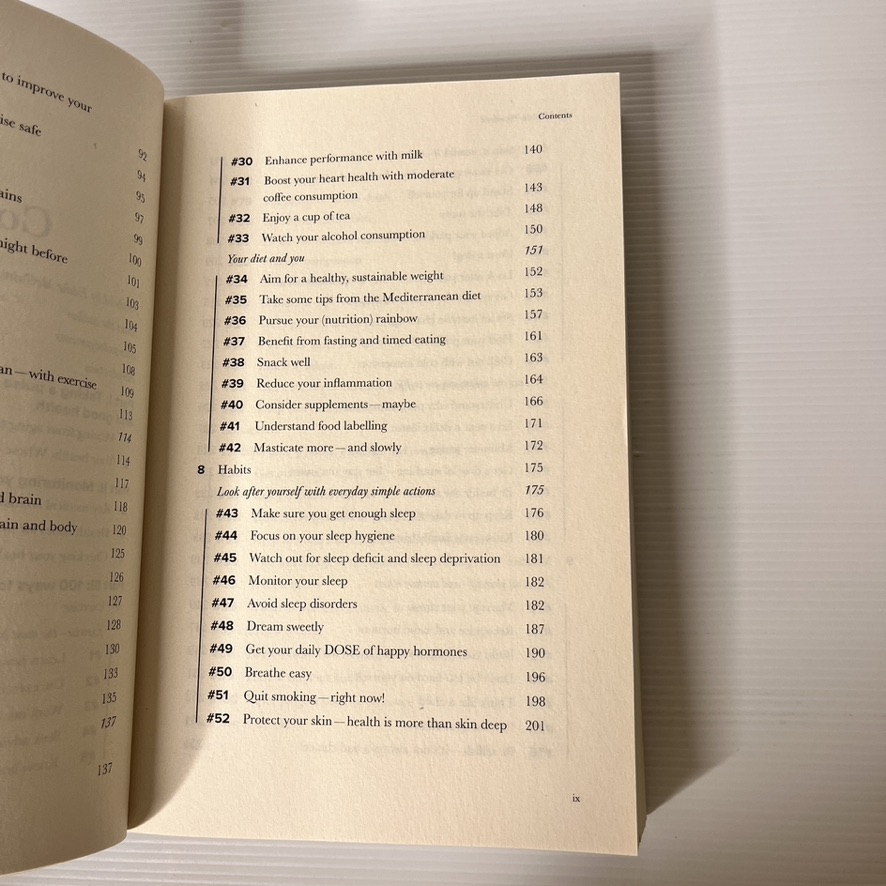 to improve your
ise safe
92
94
ains
95
97
99
night before
100
101
103
104
105
108
an—with exercise
109
113
114
114
117
d brain
118
ain and body
120
125
126
127
128
130
133
135
137
137
Contents
#30 Enhance performance with milk 140
#31 Boost your heart health with moderate
coffee consumption 143
#32 Enjoy a cup of tea 148
#33 Watch your alcohol consumption 150
Your diet and you 151
#34 Aim for a healthy, sustainable weight 152
#35 Take some tips from the Mediterranean diet 153
#36 Pursue your (nutrition) rainbow 157
#37 Benefit from fasting and timed eating 161
#38 Snack well 163
#39 Reduce your inflammation 164
#40 Consider supplements—maybe 166
#41 Understand food labelling 171
#42 Masticate more—and slowly 172
8 Habits 175
Look after yourself with everyday simple actions 175
#43 Make sure you get enough sleep 176
#44 Focus on your sleep hygiene 180
#45 Watch out for sleep deficit and sleep deprivation 181
#46 Monitor your sleep 182
#47 Avoid sleep disorders 182
#48 Dream sweetly 187
#49 Get your daily DOSE of happy hormones 190
#50 Breathe easy 196
#51 Quit smoking—right now! 198
#52 Protect your skin—health is more than skin deep 201
ix